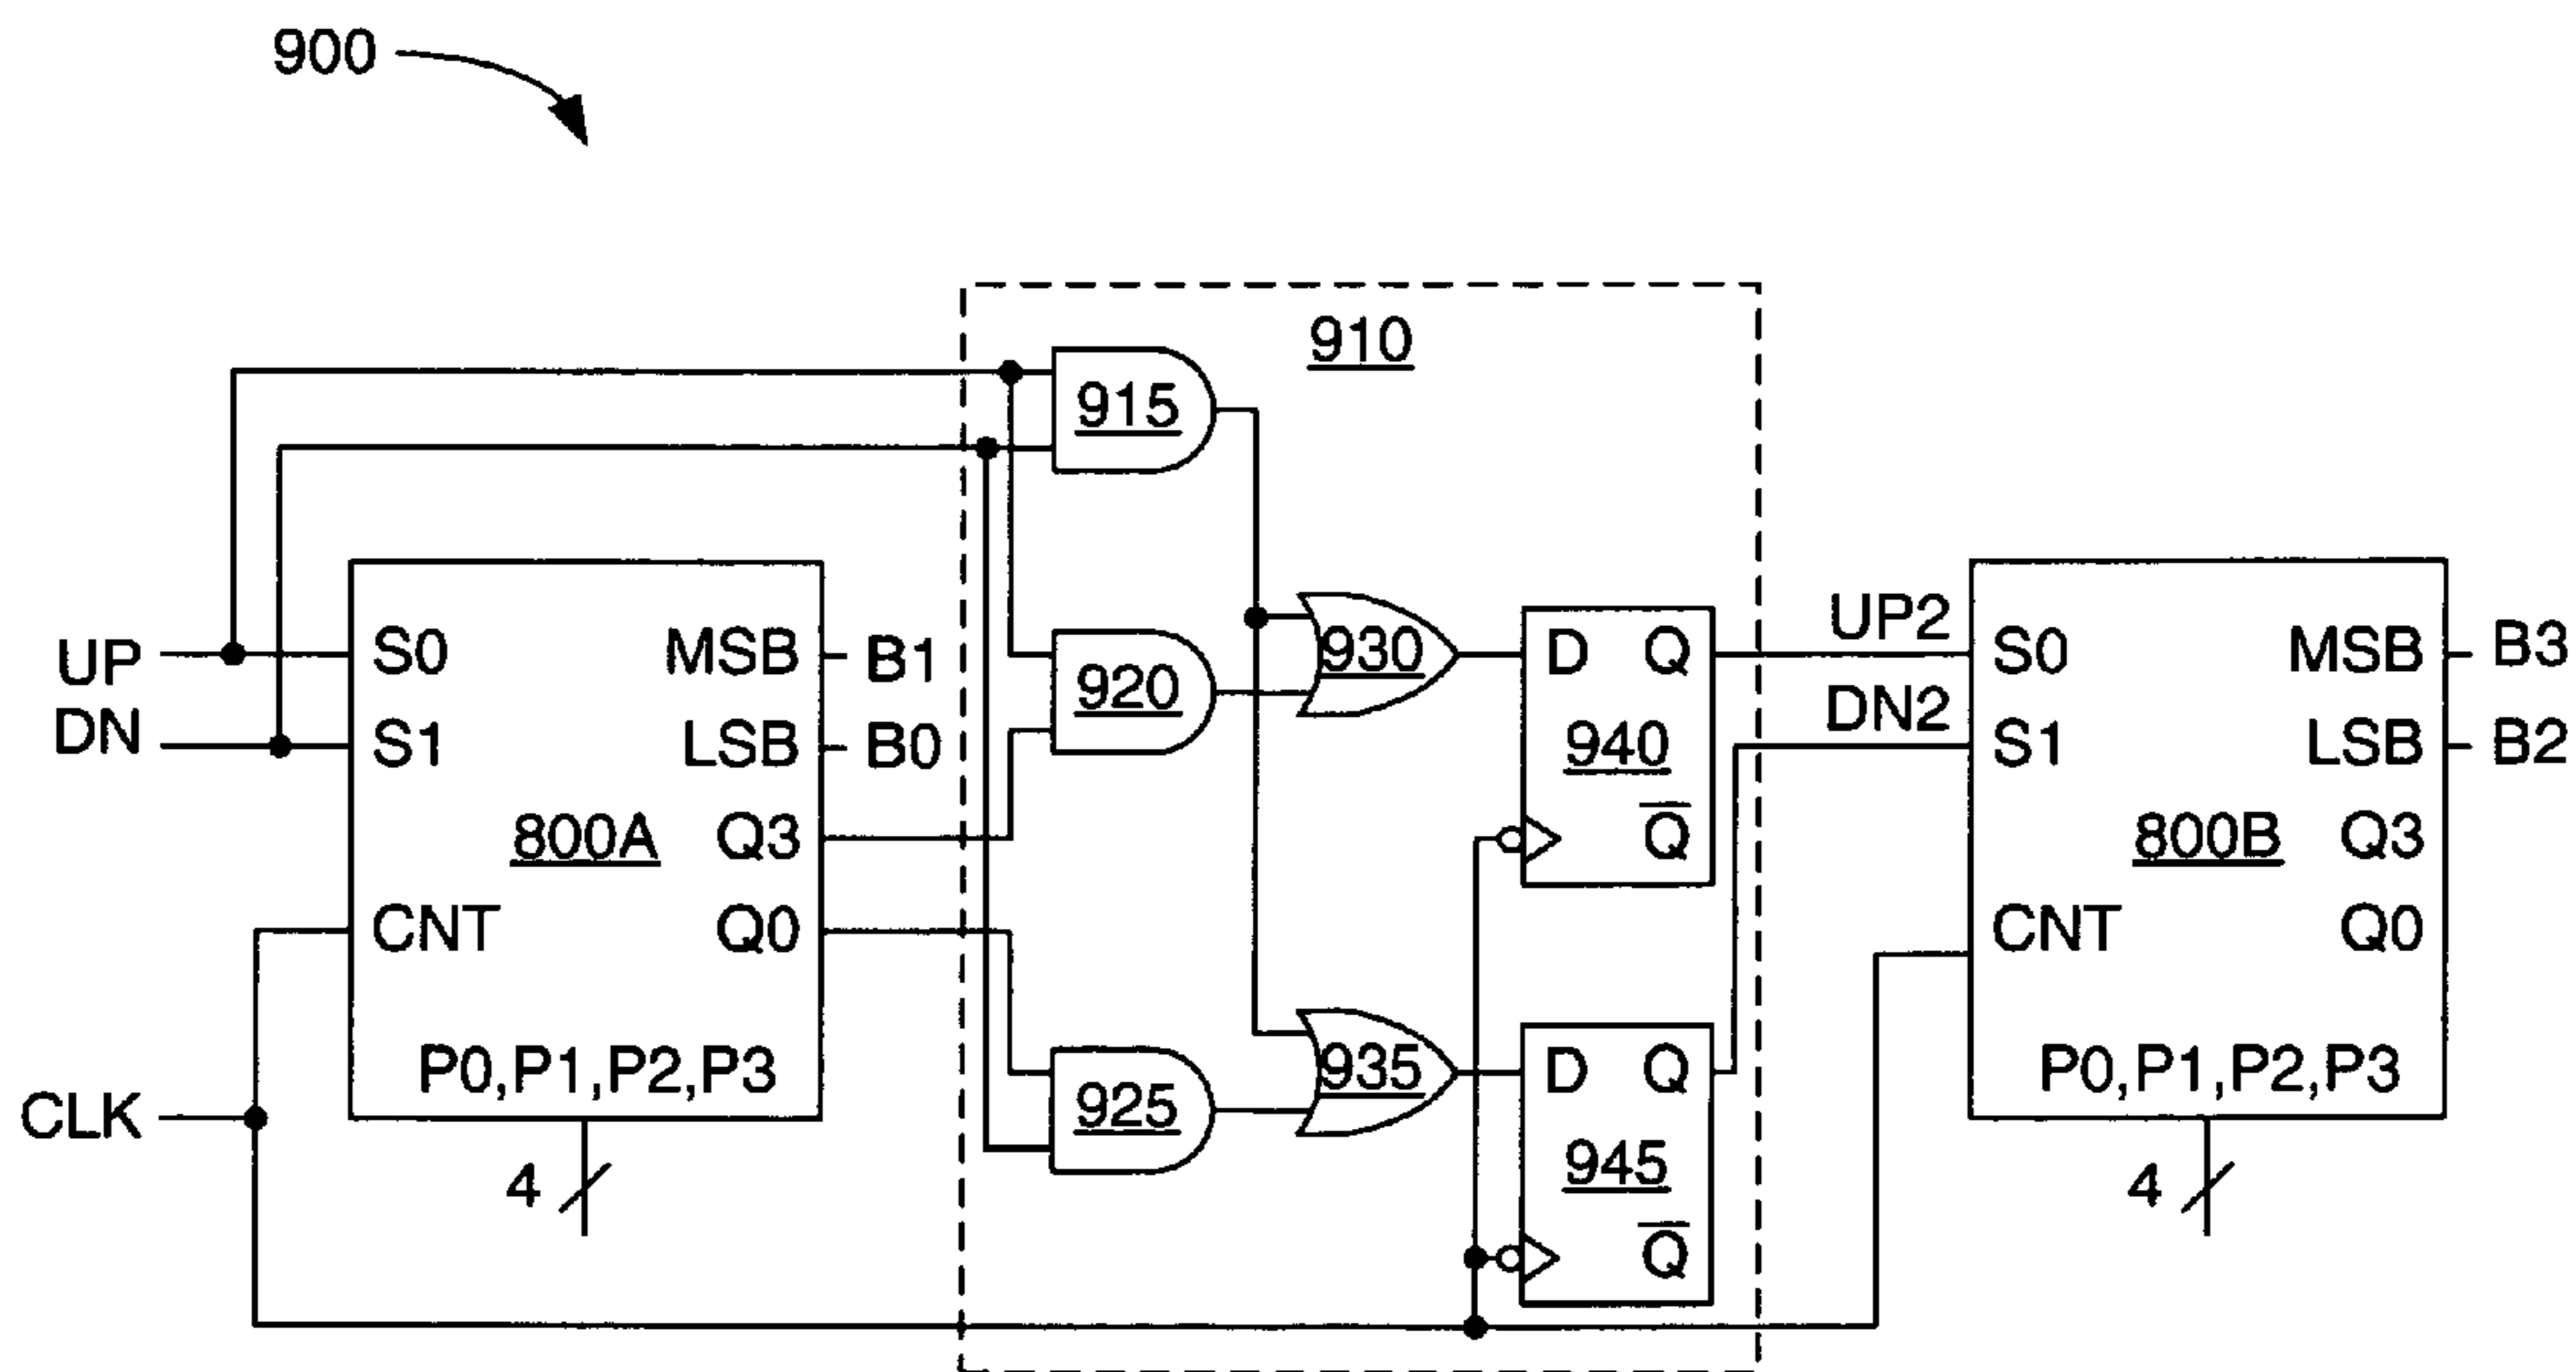 900
910
915
920
925
930
935
UP
DN
CLK
S0
S1
CNT
MSB
LSB
Q3
Q0
800A
P0,P1,P2,P3
4
B1
B0
D Q
940
Q̅
D Q
945
Q̅
UP2
DN2
S0
S1
CNT
MSB
LSB
Q3
Q0
800B
P0,P1,P2,P3
4
B3
B2